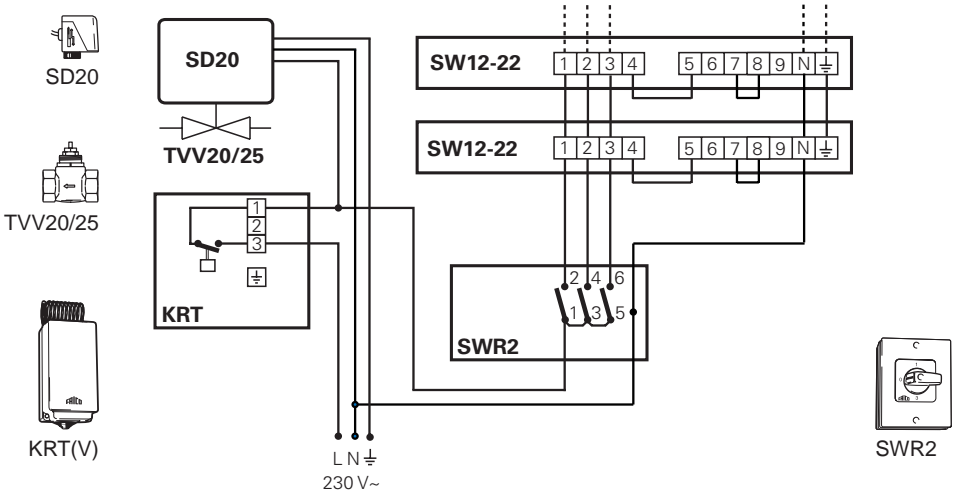 SD20
TVV20/25
FRICO
KRT(V)
SD20
TVV20/25
1
2
3
KRT
L N
230 V~
SW12-22
1 2 3 4 5 6 7 8 9 N
SW12-22
1 2 3 4 5 6 7 8 9 N
2 4 6
1 3 5
SWR2
SWR2